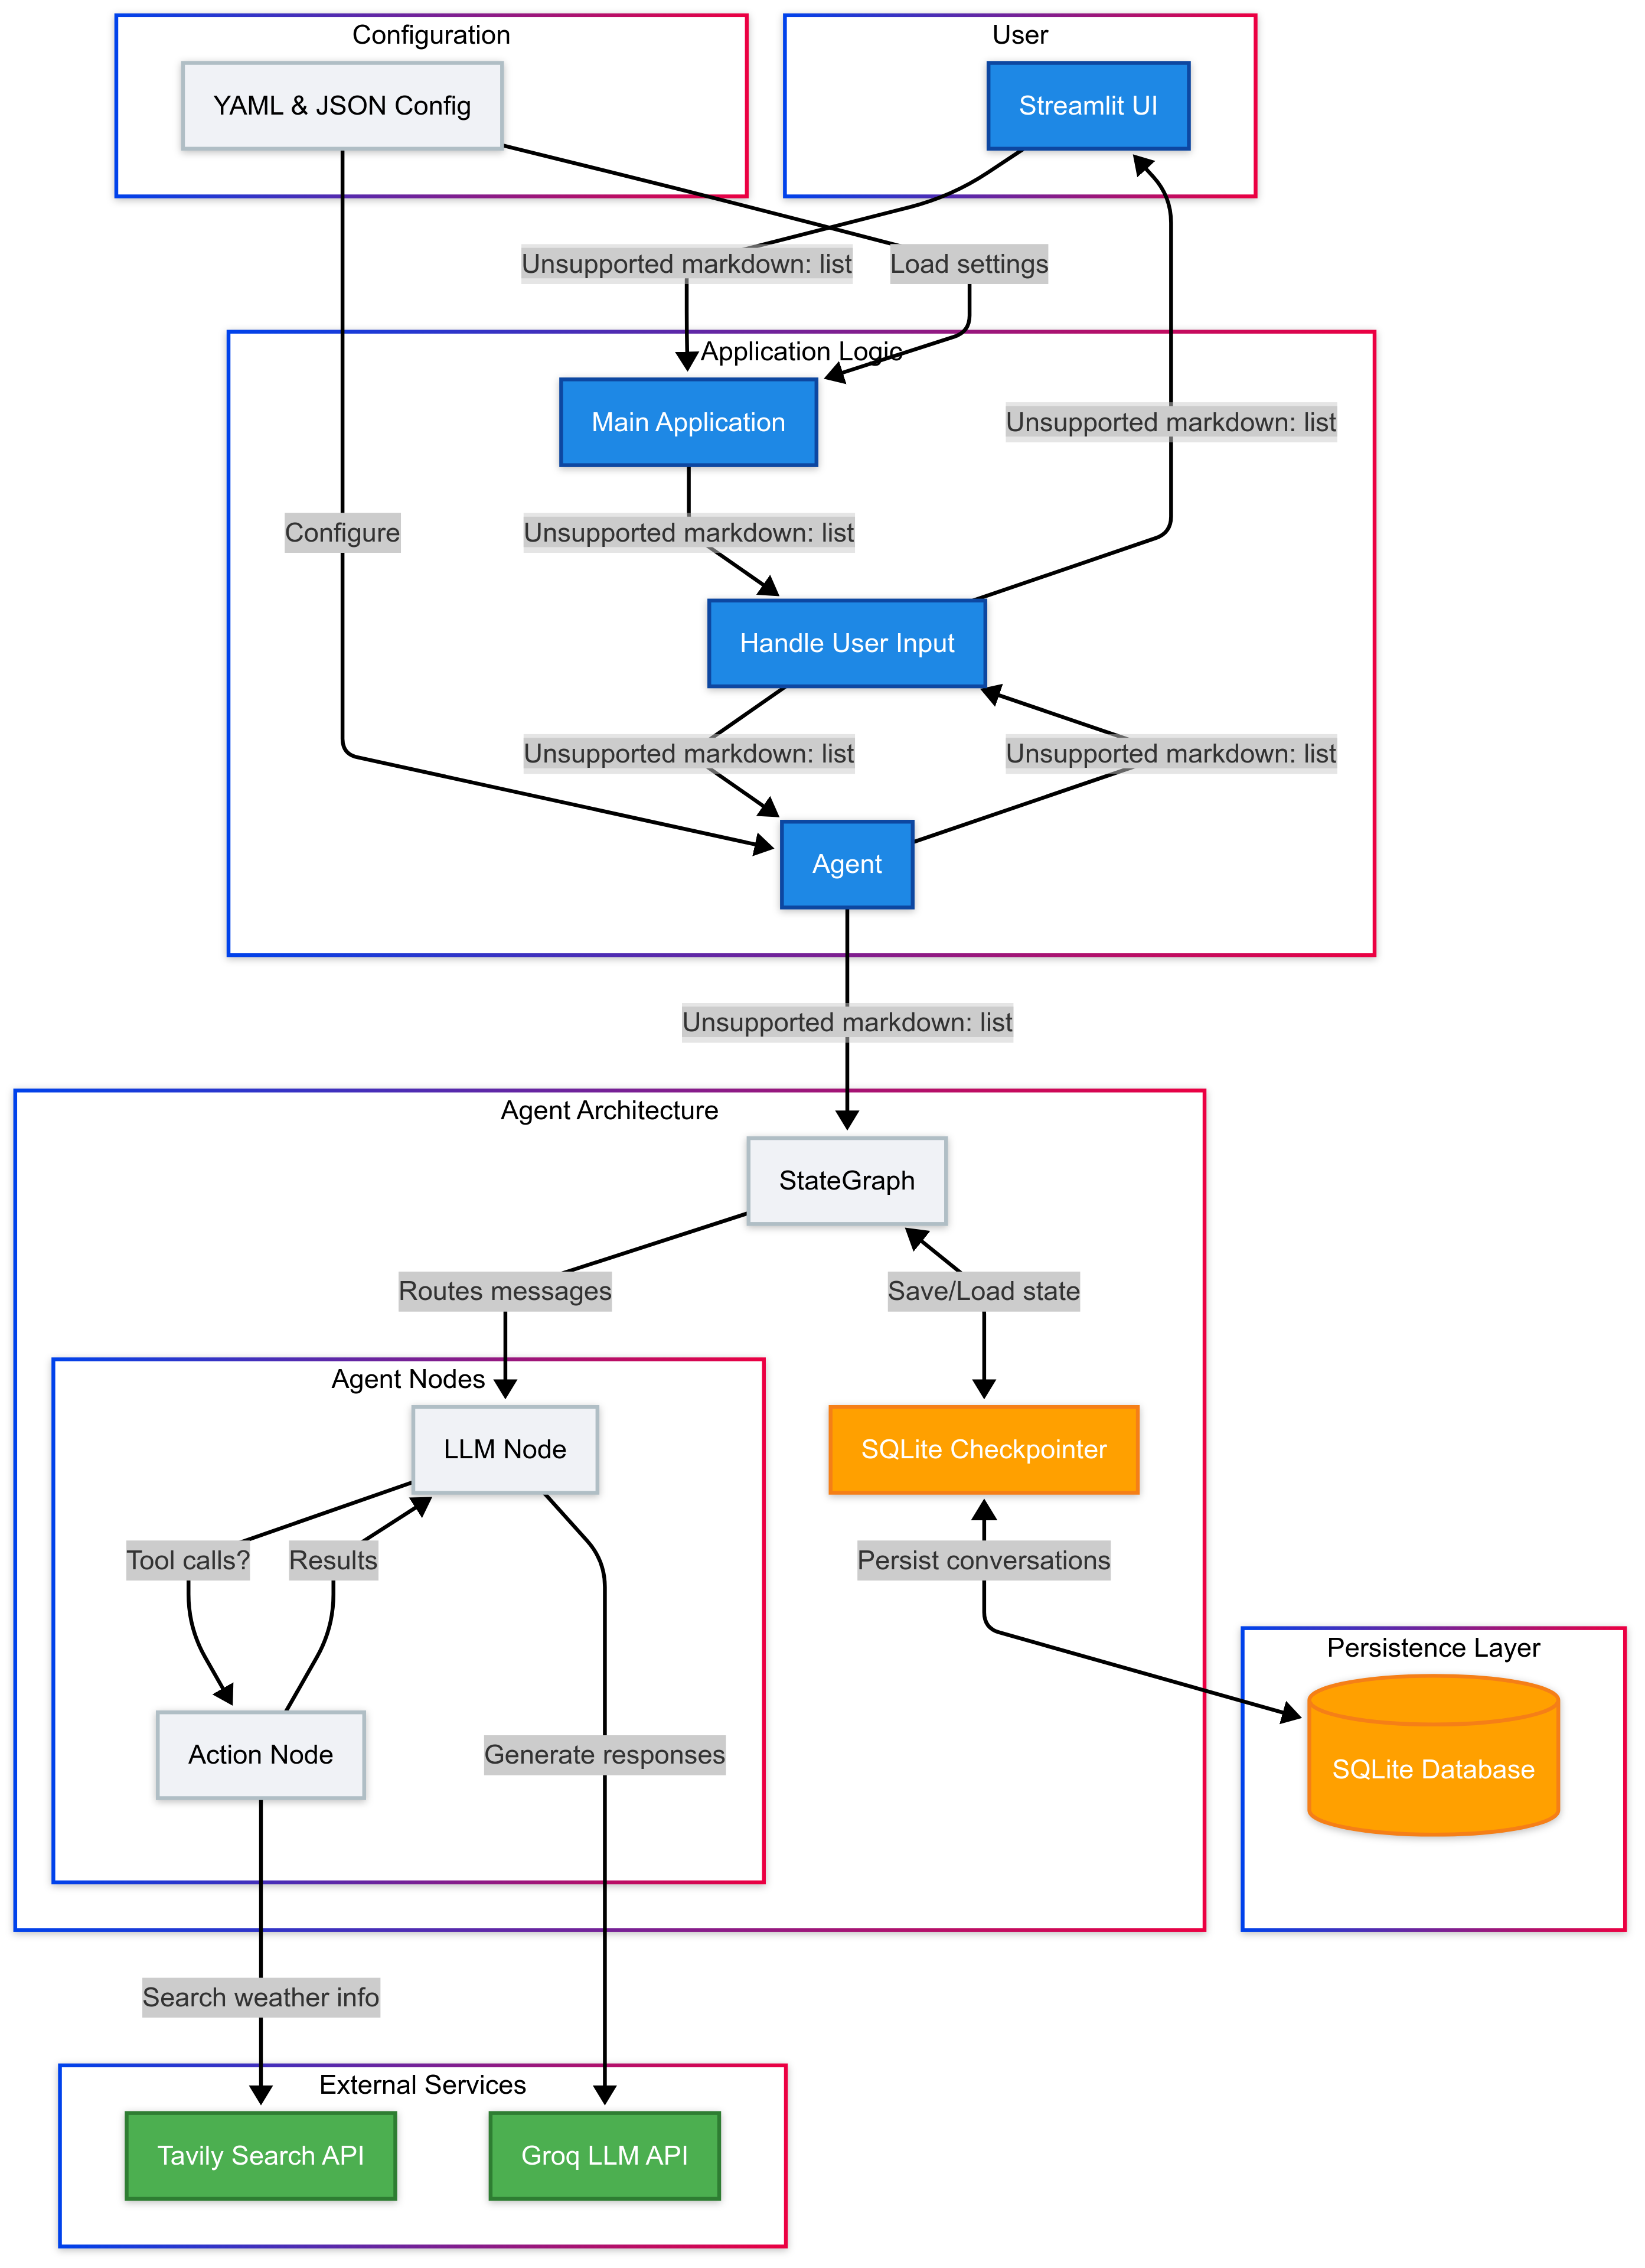 Configuration
User
YAML & JSON Config
Streamlit UI
Unsupported markdown: list
Load settings
Application Logic
Main Application
Unsupported markdown: list
Configure
Unsupported markdown: list
Handle User Input
Unsupported markdown: list
Unsupported markdown: list
Agent
Unsupported markdown: list
Agent Architecture
StateGraph
Routes messages
Save/Load state
Agent Nodes
LLM Node
SQLite Checkpointer
Tool calls?
Results
Persist conversations
Persistence Layer
Action Node
Generate responses
SQLite Database
Search weather info
External Services
Tavily Search API
Groq LLM API